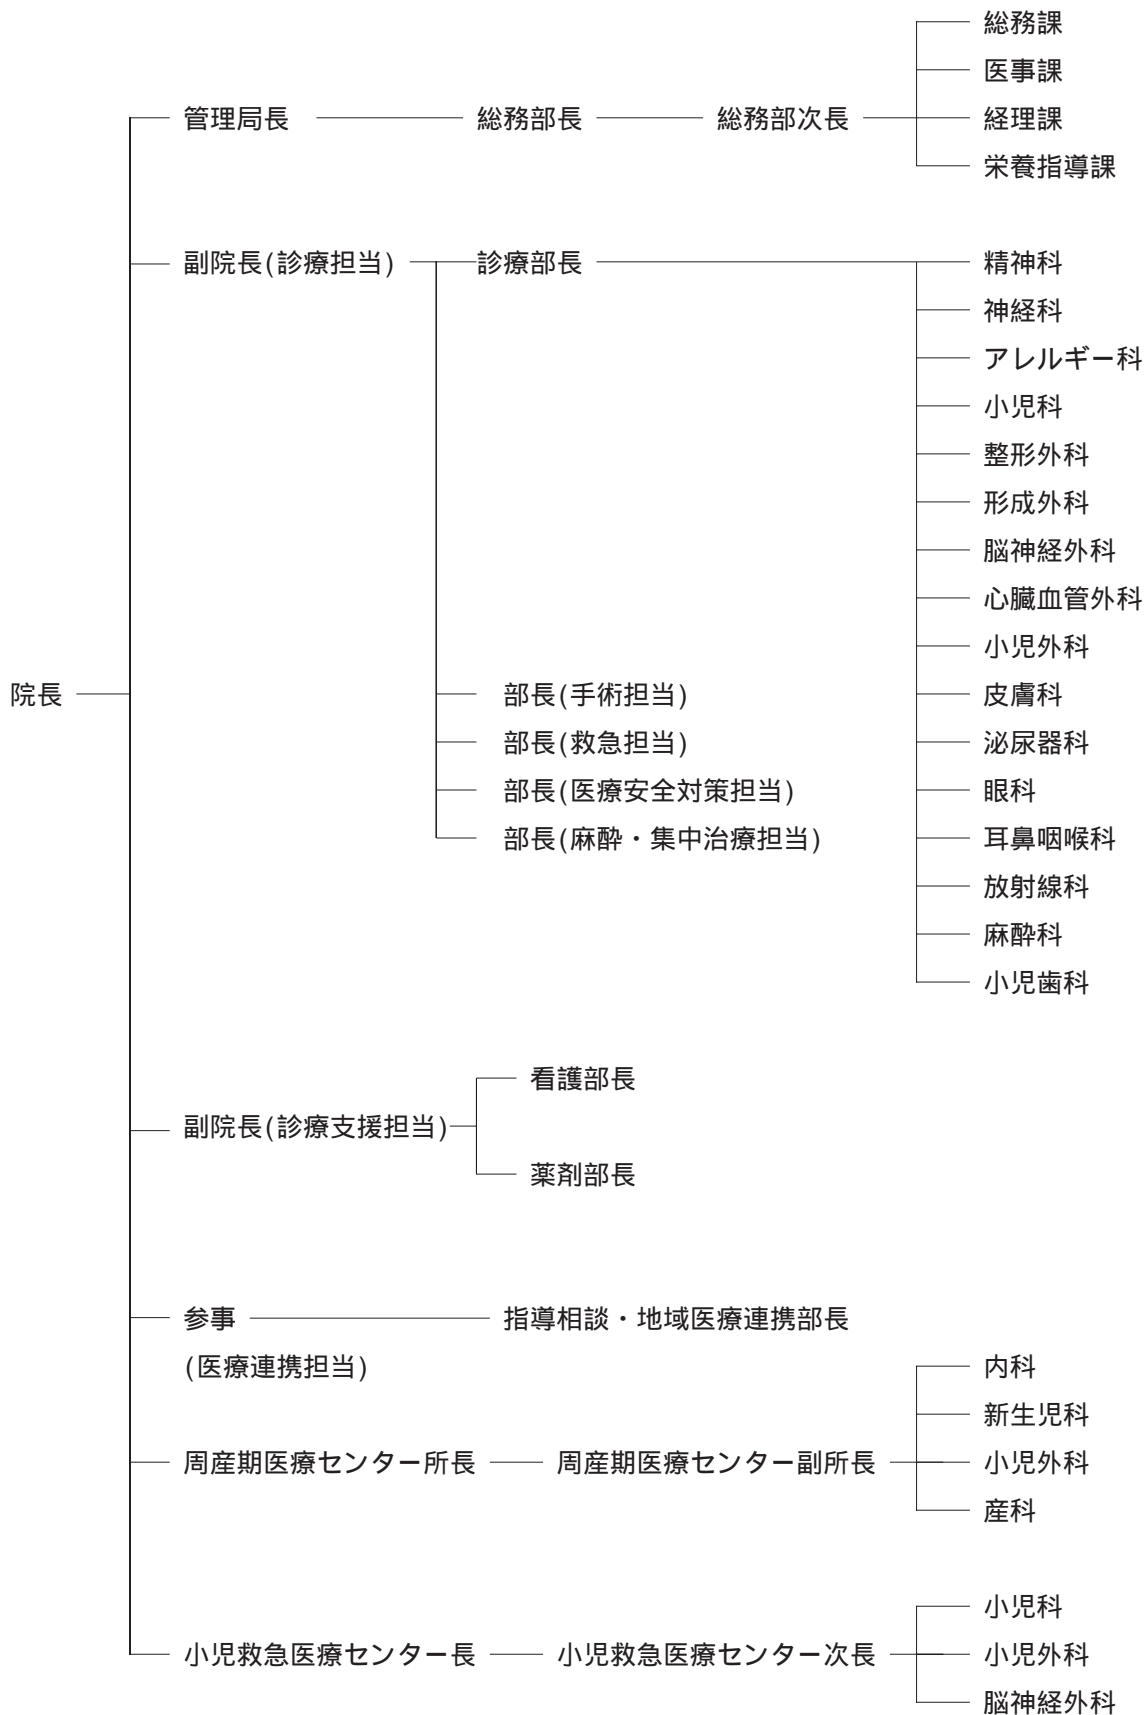 総務課
医事課
管理局長 総務部長 総務部次長 経理課
栄養指導課
副院長(診療担当) 診療部長 精神科
神経科
アレルギー科
小児科
整形外科
形成外科
脳神経外科
心臓血管外科
小児外科
院長 部長(手術担当) 皮膚科
部長(救急担当) 泌尿器科
部長(医療安全対策担当) 眼科
部長(麻酔・集中治療担当) 耳鼻咽喉科
放射線科
麻酔科
小児歯科
看護部長
副院長(診療支援担当)
薬剤部長
参事 指導相談・地域医療連携部長
(医療連携担当) 内科
新生児科
周産期医療センター所長 周産期医療センター副所長 小児外科
産科
小児科
小児救急医療センター長 小児救急医療センター次長 小児外科
脳神経外科